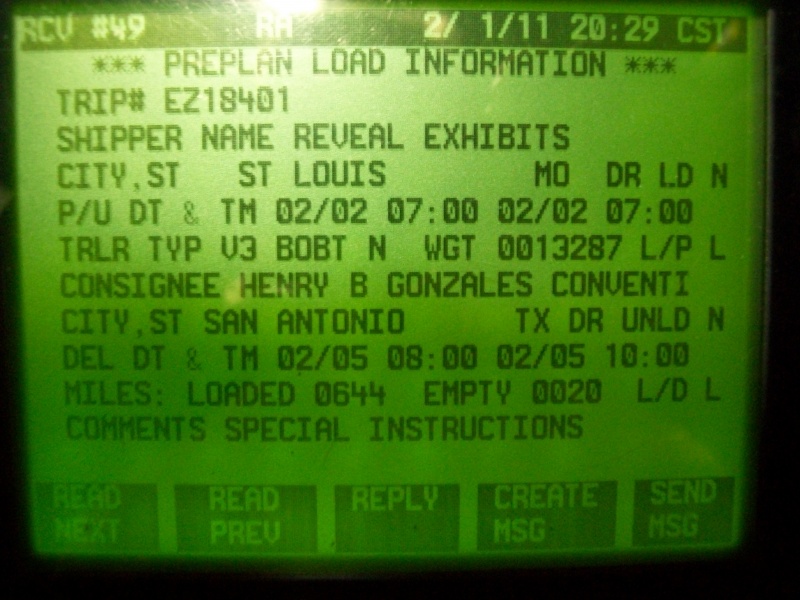 RCV #49 RA 2/ 1/11 20:29 CST
*** PREPLAN LOAD INFORMATION ***
TRIP# EZ18401
SHIPPER NAME REVEAL EXHIBITS
CITY,ST ST LOUIS MO DR LD N
P/U DT & TM 02/02 07:00 02/02 07:00
TRLR TYP V3 BOBT N WGT 0013287 L/P L
CONSIGNEE HENRY B GONZALES CONVENTI
CITY,ST SAN ANTONIO TX DR UNLD N
DEL DT & TM 02/05 08:00 02/05 10:00
MILES: LOADED 0644 EMPTY 0020 L/D L
COMMENTS SPECIAL INSTRUCTIONS
READ NEXT
READ PREV
REPLY
CREATE MSG
SEND MSG